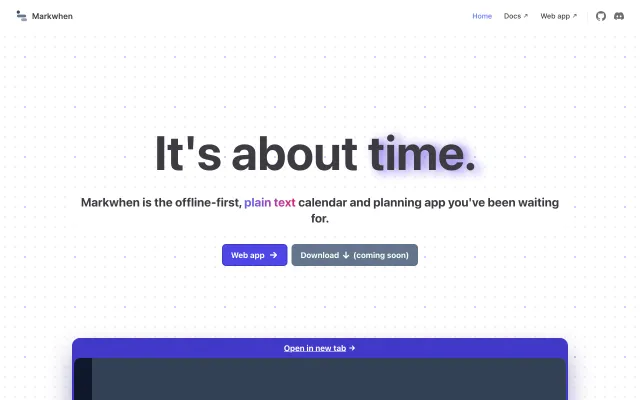 Markwhen
Home
Docs ↗
Web app ↗
It's about time.
Markwhen is the offline-first, plain text calendar and planning app you've been waiting
for.
Web app →
Download ↓ (coming soon)
Open in new tab →